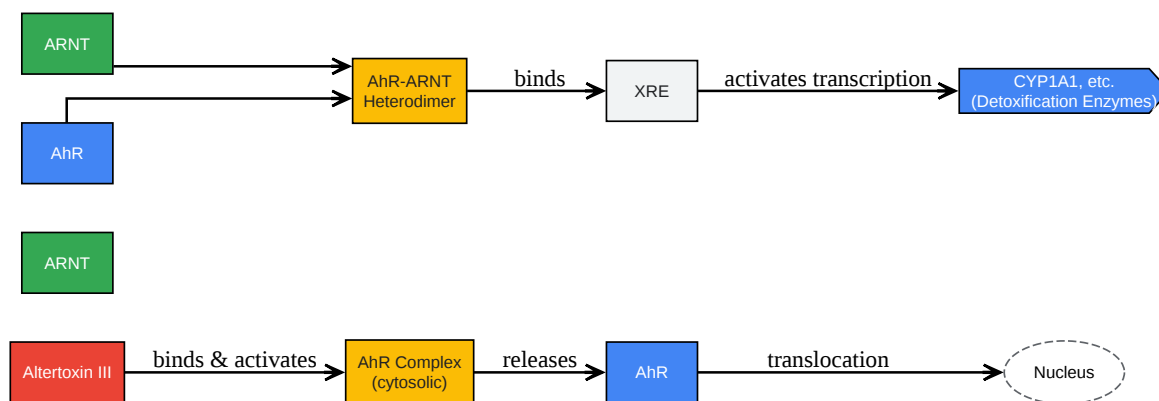 ARNT
AhR-ARNT
Heterodimer
binds
XRE
activates transcription
CYP1A1, etc.
(Detoxification Enzymes)
AhR
ARNT
Altertoxin III
binds & activates
AhR Complex
(cytosolic)
releases
AhR
translocation
Nucleus